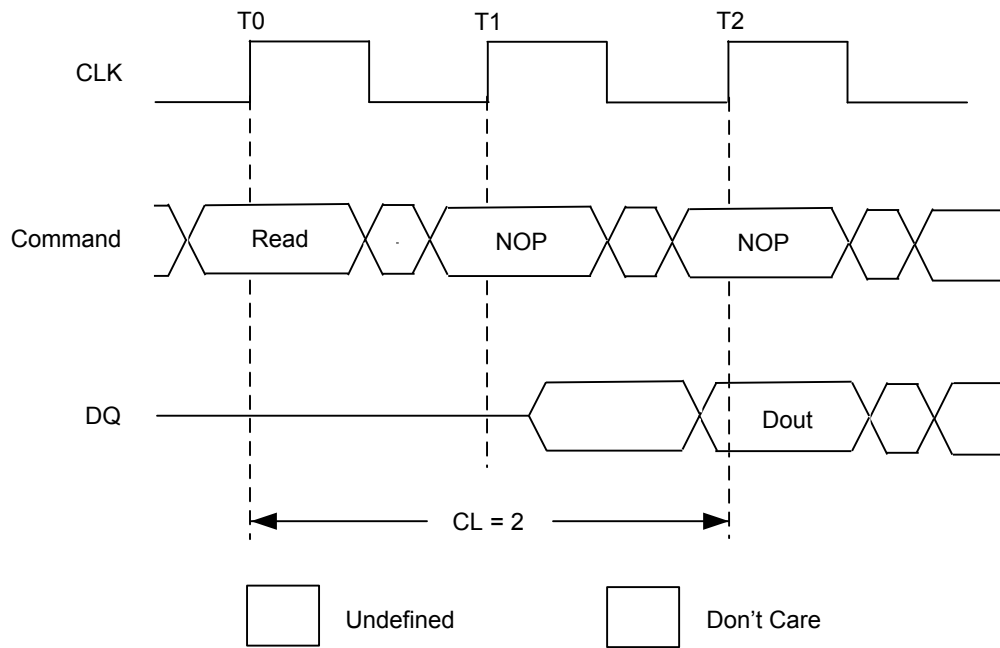 T0 T1 T2
CLK
Command Read NOP NOP
DQ Dout
CL = 2
Undefined Don't Care